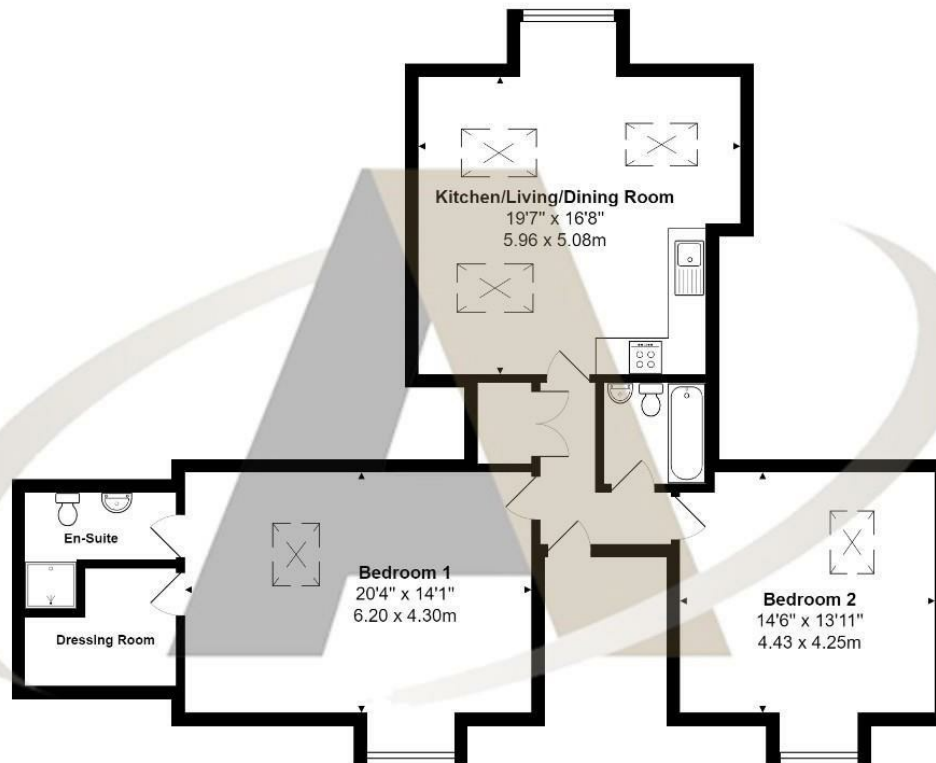 Kitchen/Living/Dining Room
19'7" x 16'8"
5.96 x 5.08m
En-Suite
Dressing Room
Bedroom 1
20'4" x 14'1"
6.20 x 4.30m
Bedroom 2
14'6" x 13'11"
4.43 x 4.25m